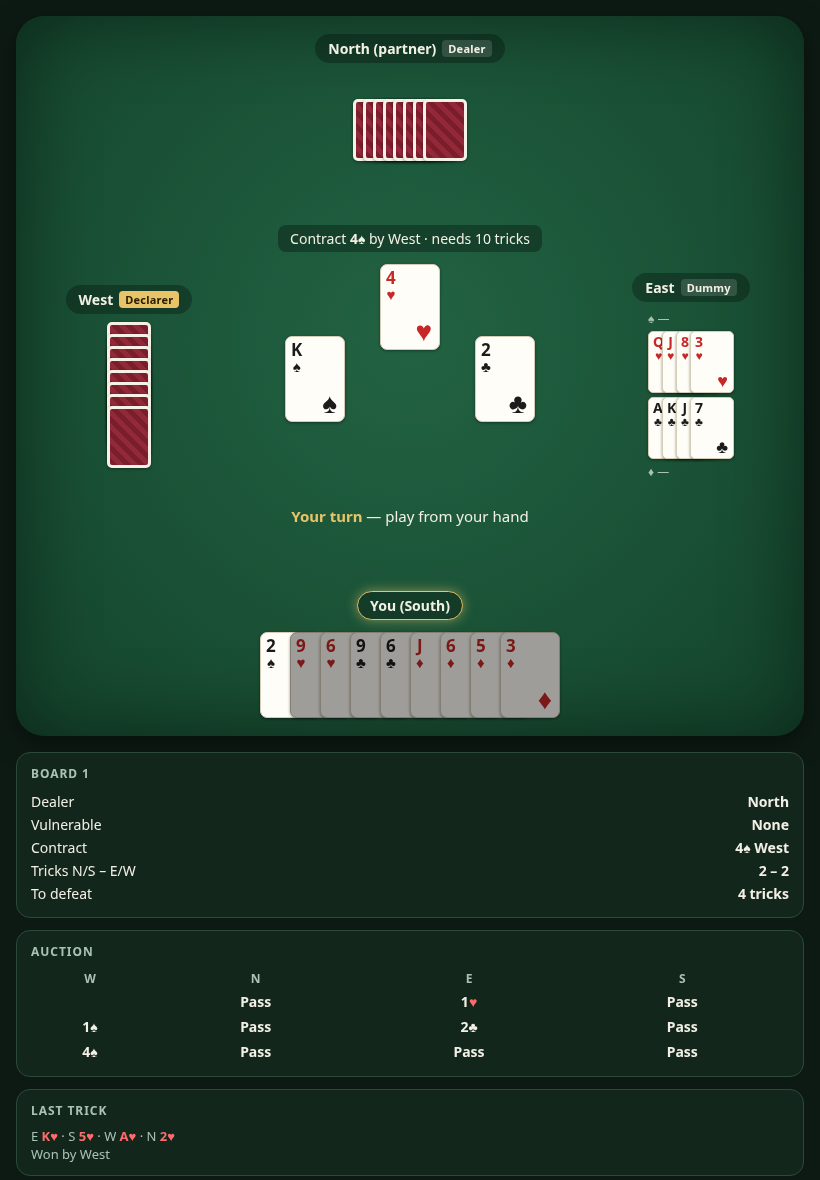 North (partner) Dealer
Contract 4♠ by West · needs 10 tricks
4
♥
♥
West Declarer
East Dummy
♠ —
K
♠
♠
2
♣
♣
Q J 8 3
♥ ♥ ♥ ♥
♥
A K J 7
♣ ♣ ♣ ♣
♣
♦ —
Your turn — play from your hand
You (South)
2 9 6 9 6 J 6 5 3
♠ ♥ ♥ ♣ ♣ ♦ ♦ ♦ ♦
♦
BOARD 1
Dealer North
Vulnerable None
Contract 4♠ West
Tricks N/S – E/W 2 – 2
To defeat 4 tricks
AUCTION
W N E S
Pass 1♥ Pass
1♠ Pass 2♣ Pass
4♠ Pass Pass Pass
LAST TRICK
E K♥ · S 5♥ · W A♥ · N 2♥
Won by West